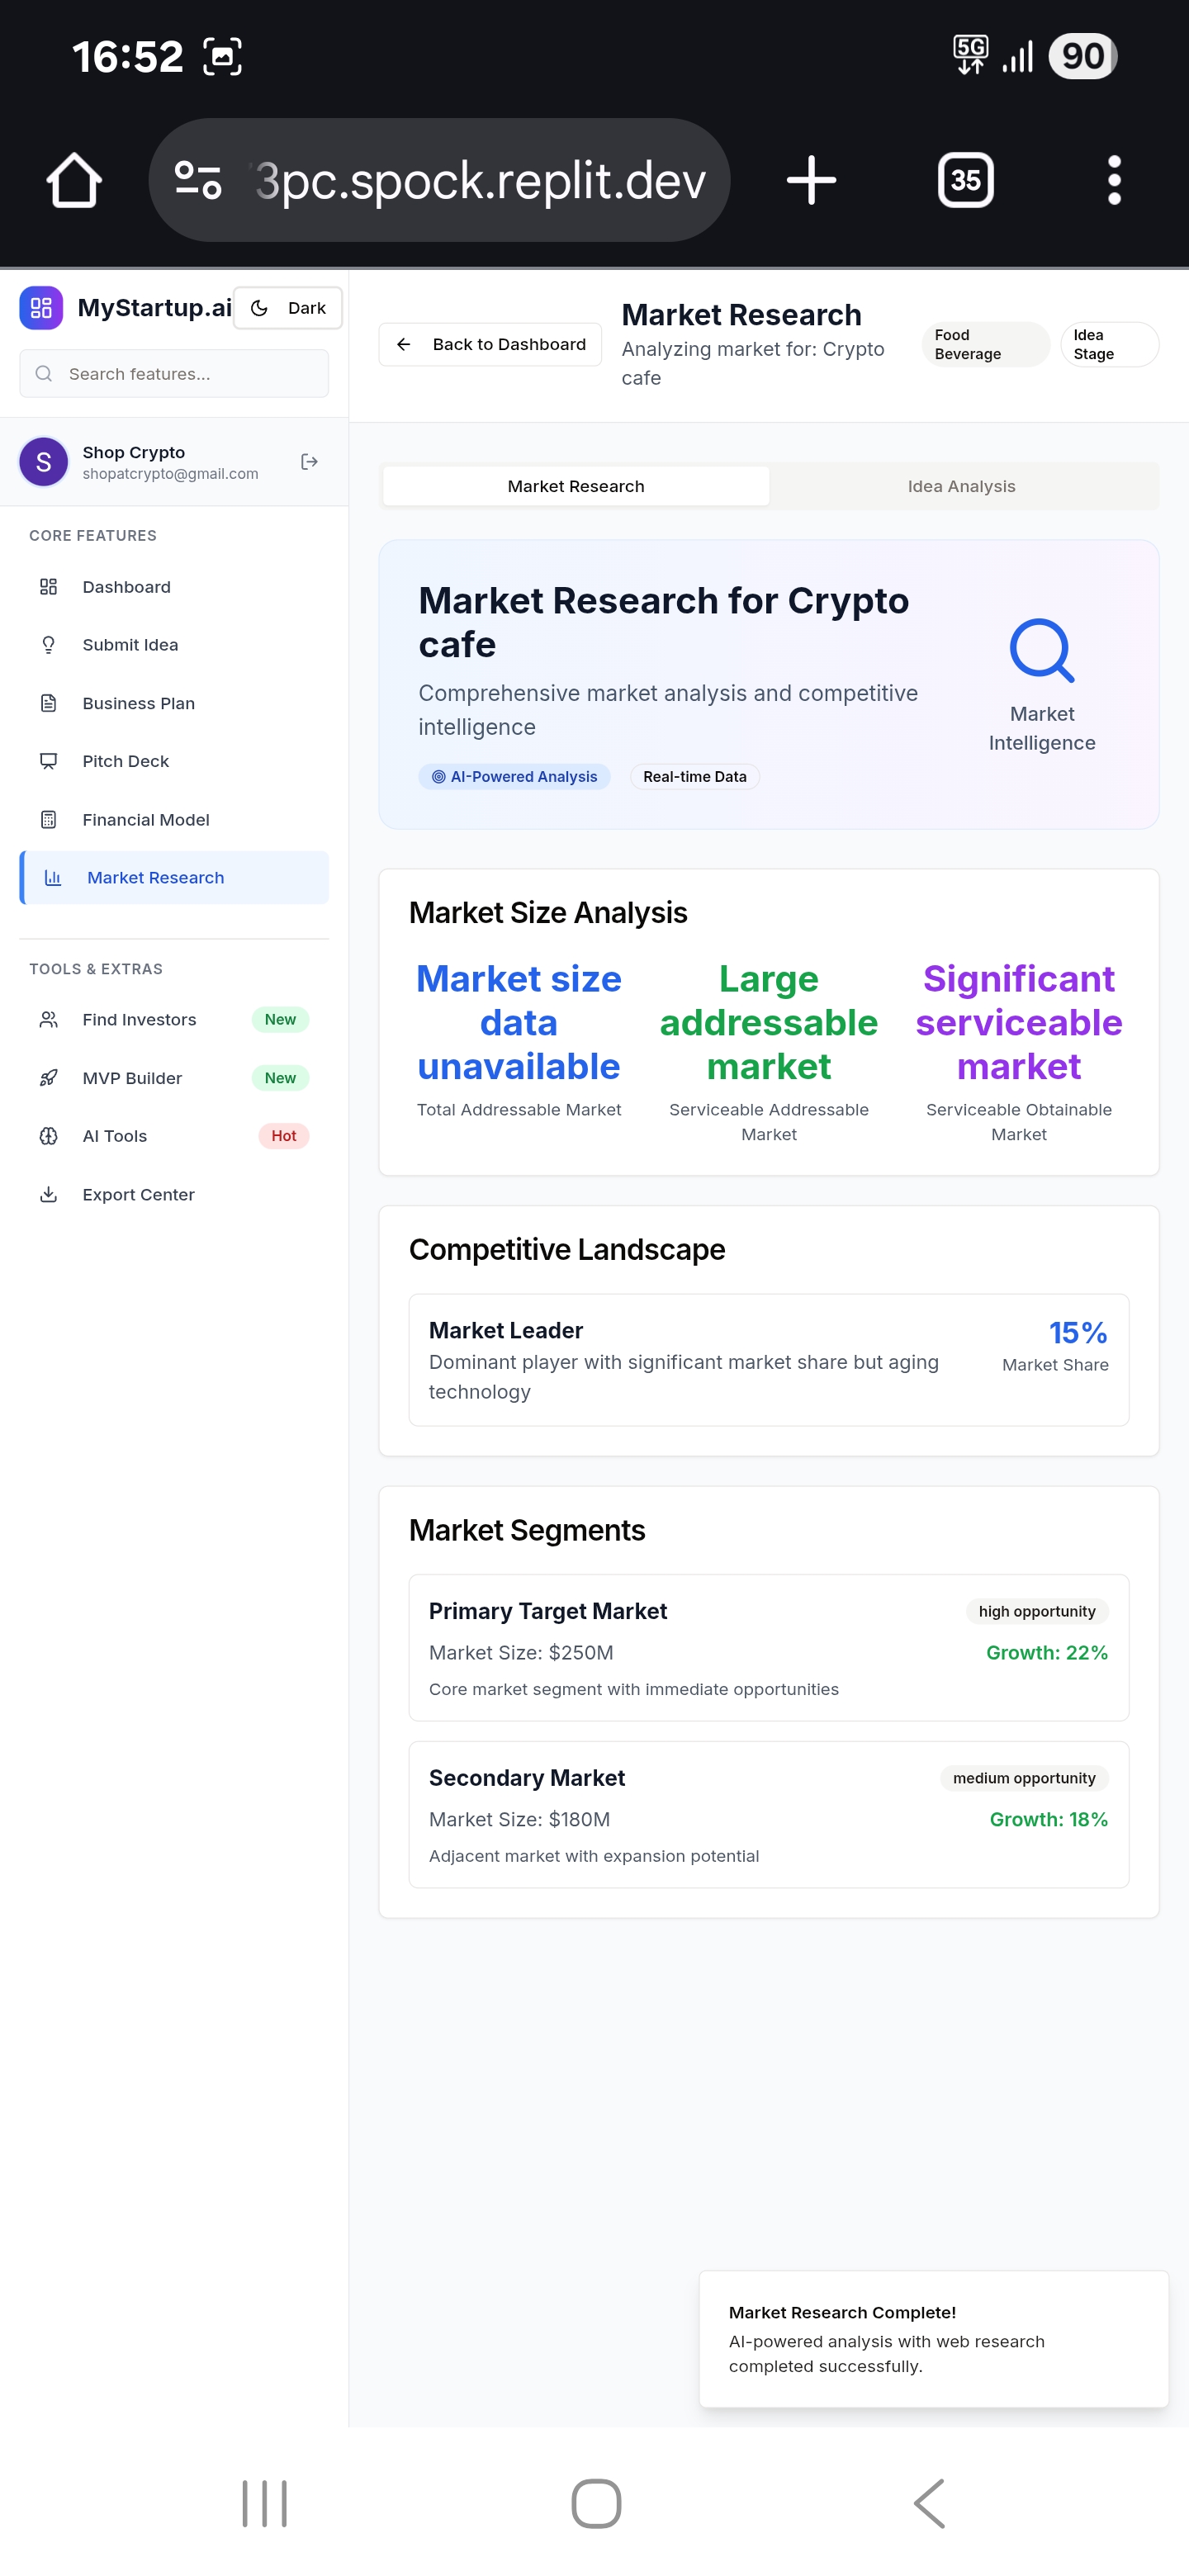 16:52
5G
90
3pc.spock.replit.dev
35
MyStartup.ai
Dark
Search features...
S
Shop Crypto
shopatcrypto@gmail.com
CORE FEATURES
Dashboard
Submit Idea
Business Plan
Pitch Deck
Financial Model
Market Research
TOOLS & EXTRAS
Find Investors
New
MVP Builder
New
AI Tools
Hot
Export Center
Back to Dashboard
Market Research
Analyzing market for: Crypto
cafe
Food
Beverage
Idea
Stage
Market Research
Idea Analysis
Market Research for Crypto
cafe
Comprehensive market analysis and competitive
intelligence
AI-Powered Analysis
Real-time Data
Market
Intelligence
Market Size Analysis
Market size
data
unavailable
Total Addressable Market
Large
addressable
market
Serviceable Addressable
Market
Significant
serviceable
market
Serviceable Obtainable
Market
Competitive Landscape
Market Leader
Dominant player with significant market share but aging
technology
15%
Market Share
Market Segments
Primary Target Market
high opportunity
Market Size: $250M
Growth: 22%
Core market segment with immediate opportunities
Secondary Market
medium opportunity
Market Size: $180M
Growth: 18%
Adjacent market with expansion potential
Market Research Complete!
AI-powered analysis with web research
completed successfully.